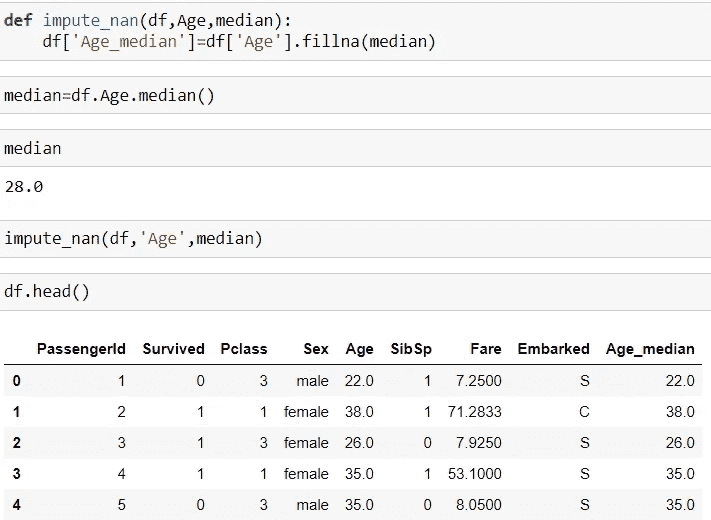 def impute_nan(df,Age,median):
    df['Age_median']=df['Age'].fillna(median)
median=df.Age.median()
median
28.0
impute_nan(df,'Age',median)
df.head()
PassengerId Survived Pclass Sex Age SibSp Fare Embarked Age_median
0 1 0 3 male 22.0 1 7.2500 S 22.0
1 2 1 1 female 38.0 1 71.2833 C 38.0
2 3 1 3 female 26.0 0 7.9250 S 26.0
3 4 1 1 female 35.0 1 53.1000 S 35.0
4 5 0 3 male 35.0 0 8.0500 S 35.0